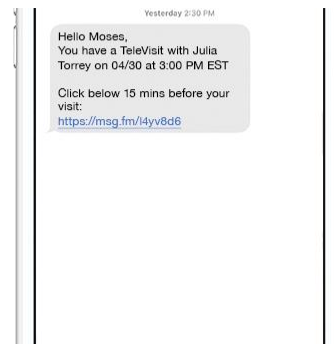 Yesterday 2:30 PM
Hello Moses,
You have a TeleVisit with Julia
Torrey on 04/30 at 3:00 PM EST
Click below 15 mins before your
visit:
https://msg.fm/l4yv8d6